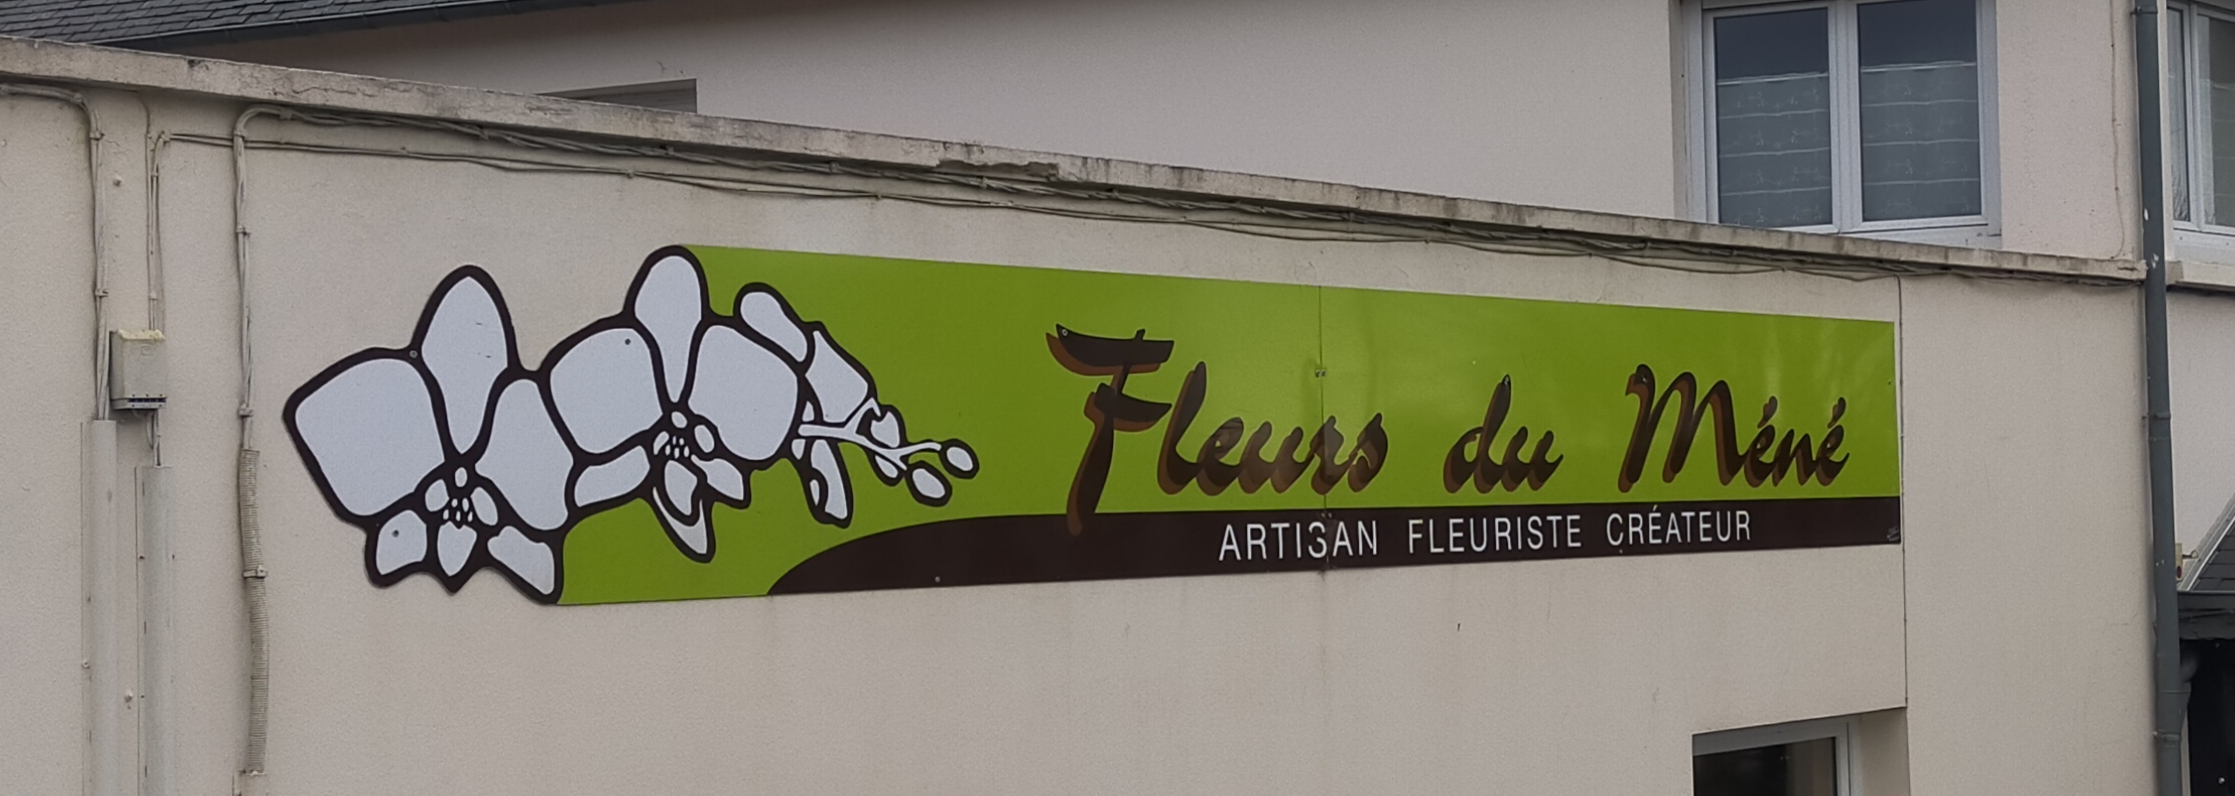 Fleurs du Méné
ARTISAN FLEURISTE CRÉATEUR